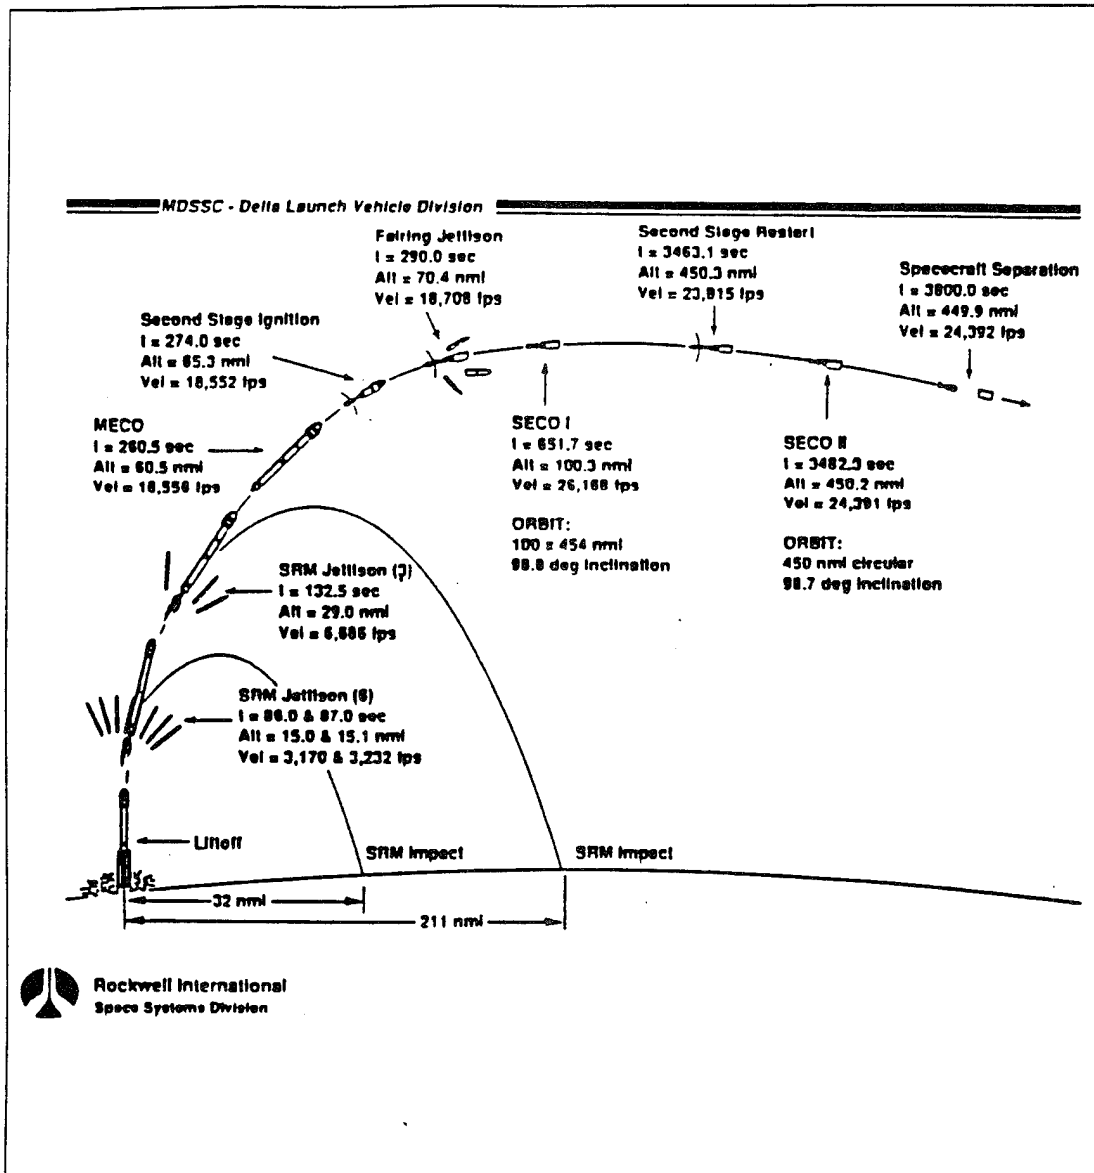 MDSSC - Delta Launch Vehicle Division
Fairing Jettison
t = 290.0 sec
Alt = 70.4 nmi
Vel = 18,708 fps
Second Stage Restart
t = 3463.1 sec
Alt = 450.3 nmi
Vel = 23,815 fps
Spacecraft Separation
t = 3800.0 sec
Alt = 449.9 nmi
Vel = 24,392 fps
Second Stage Ignition
t = 274.0 sec
Alt = 65.3 nmi
Vel = 18,552 fps
MECO
t = 260.5 sec
Alt = 60.5 nmi
Vel = 18,556 fps
SECO I
t = 651.7 sec
Alt = 100.3 nmi
Vel = 26,168 fps
ORBIT:
100 x 454 nmi
98.8 deg Inclination
SECO II
t = 3482.3 sec
Alt = 450.2 nmi
Vel = 24,391 fps
ORBIT:
450 nmi circular
98.7 deg Inclination
SRM Jettison (3)
t = 132.5 sec
Alt = 29.0 nmi
Vel = 6,686 fps
SRM Jettison (6)
t = 86.0 & 87.0 sec
Alt = 15.0 & 15.1 nmi
Vel = 3,170 & 3,232 fps
Liftoff
SRM Impact
SRM Impact
32 nmi
211 nmi
Rockwell International
Space Systems Division